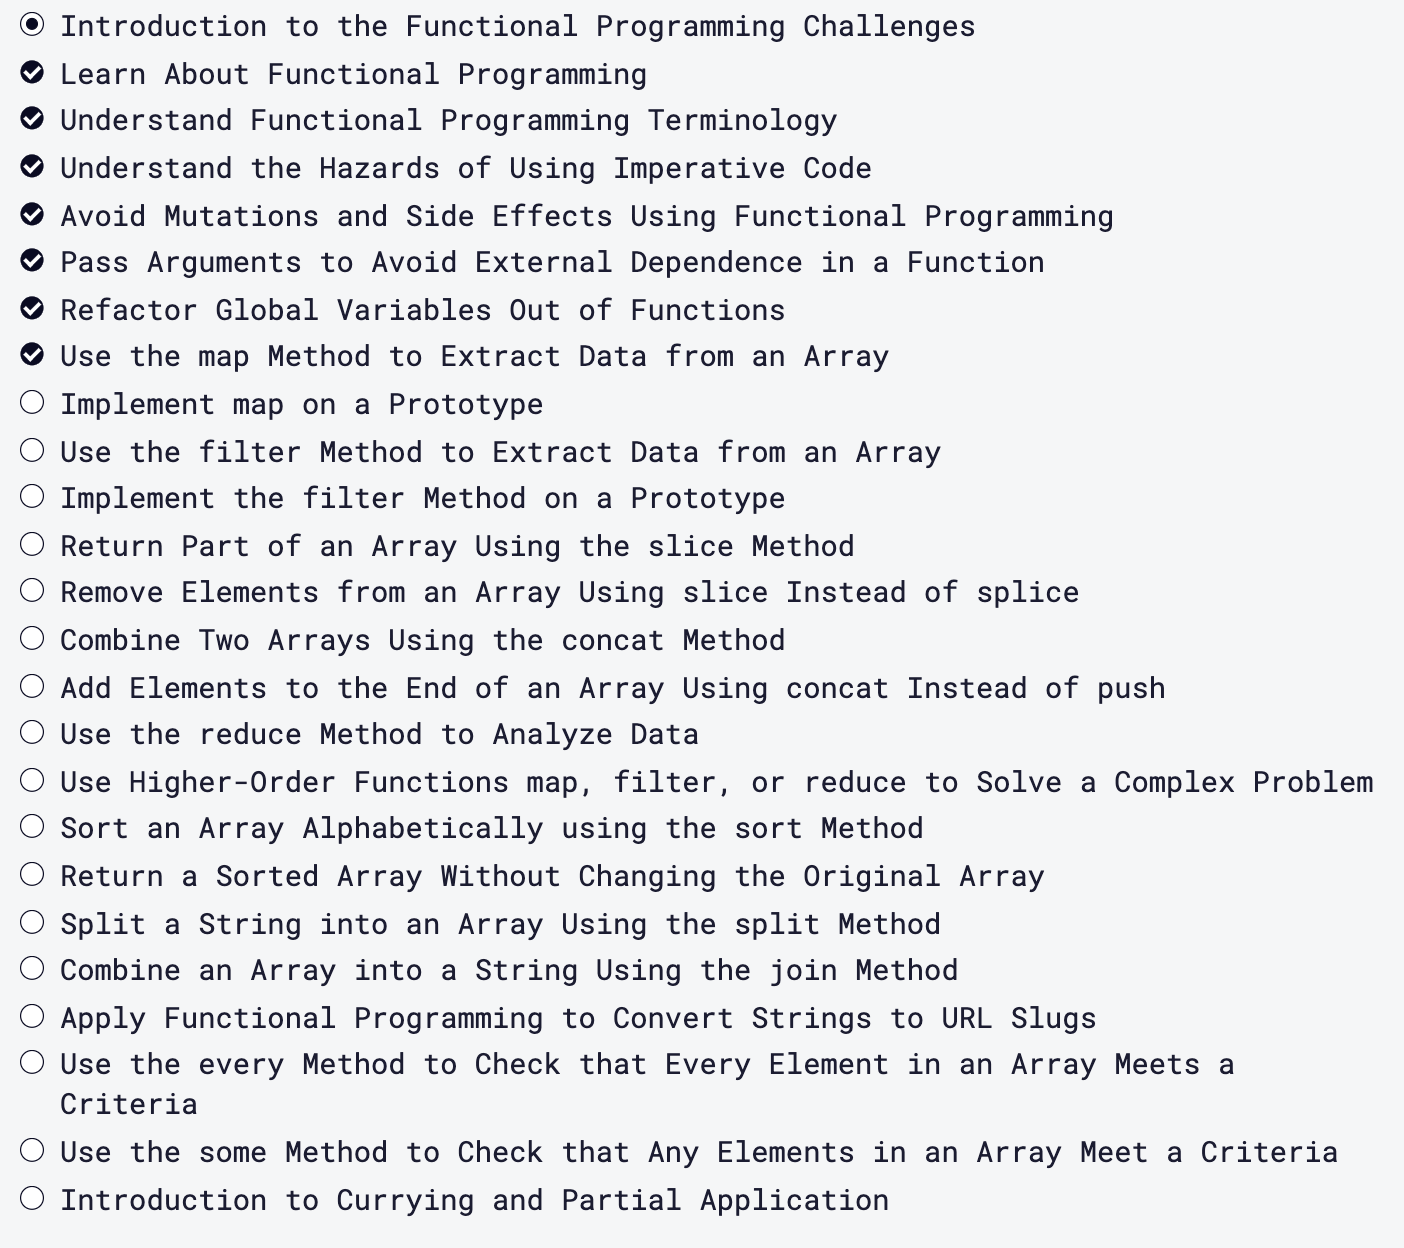 Introduction to the Functional Programming Challenges
Learn About Functional Programming
Understand Functional Programming Terminology
Understand the Hazards of Using Imperative Code
Avoid Mutations and Side Effects Using Functional Programming
Pass Arguments to Avoid External Dependence in a Function
Refactor Global Variables Out of Functions
Use the map Method to Extract Data from an Array
Implement map on a Prototype
Use the filter Method to Extract Data from an Array
Implement the filter Method on a Prototype
Return Part of an Array Using the slice Method
Remove Elements from an Array Using slice Instead of splice
Combine Two Arrays Using the concat Method
Add Elements to the End of an Array Using concat Instead of push
Use the reduce Method to Analyze Data
Use Higher-Order Functions map, filter, or reduce to Solve a Complex Problem
Sort an Array Alphabetically using the sort Method
Return a Sorted Array Without Changing the Original Array
Split a String into an Array Using the split Method
Combine an Array into a String Using the join Method
Apply Functional Programming to Convert Strings to URL Slugs
Use the every Method to Check that Every Element in an Array Meets a
Criteria
Use the some Method to Check that Any Elements in an Array Meet a Criteria
Introduction to Currying and Partial Application